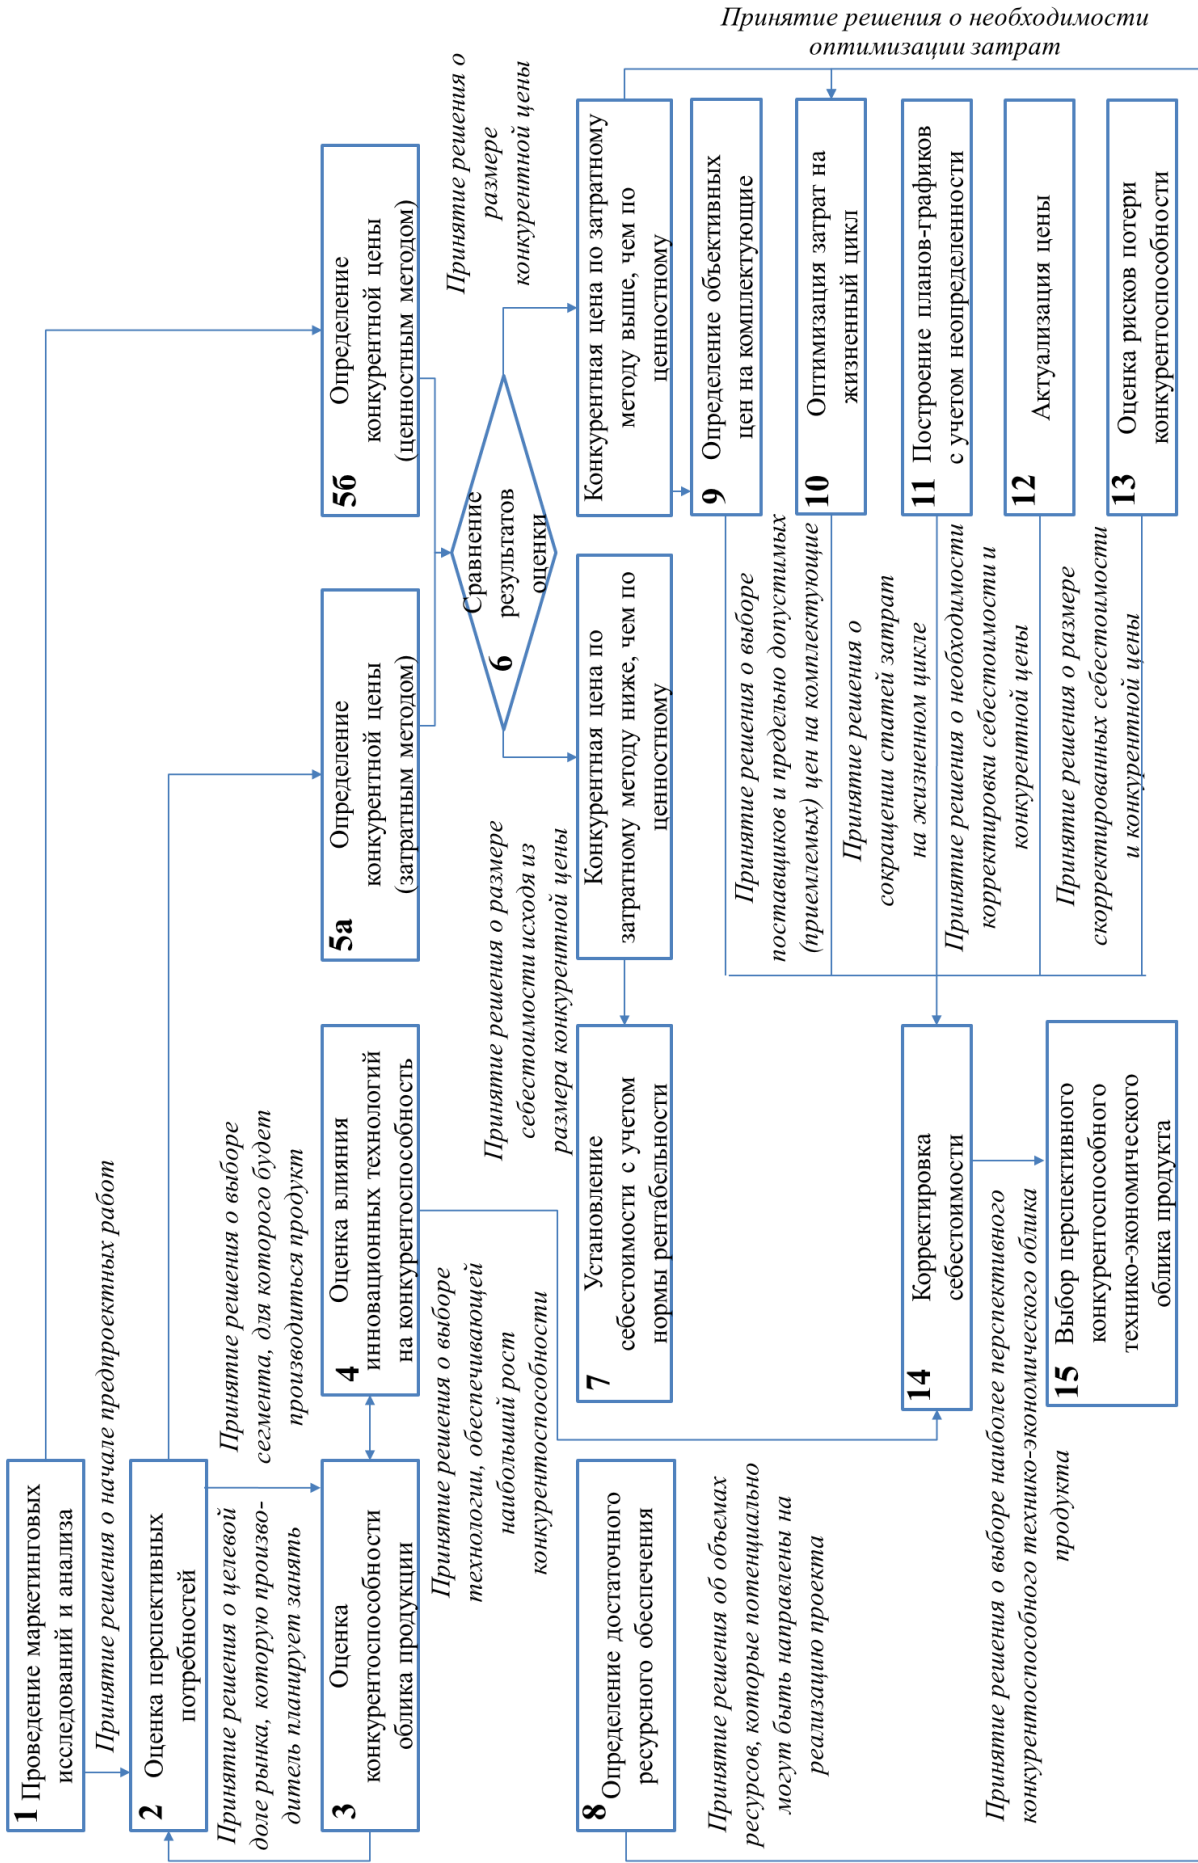 1 Проведение маркетинговых
исследований и анализа
Принятие решения о начале предпроектных работ
2 Оценка перспективных
потребностей
Принятие решения о целевой
доле рынка, которую произво-
дитель планирует занять
Принятие решения о выборе
сегмента, для которого будет
производиться продукт
3 Оценка
конкурентоспособности
облика продукции
4 Оценка влияния
инновационных технологий
на конкурентоспособность
5а Определение
конкурентной цены
(затратным методом)
5б Определение
конкурентной цены
(ценностным методом)
Принятие решения о выборе
технологии, обеспечивающей
наибольший рост
конкурентоспособности
6 Сравнение
результатов
оценки
Принятие решения о размере
себестоимости исходя из
размера конкурентной цены
Принятие решения о
размере
конкурентной цены
8 Определение достаточного
ресурсного обеспечения
7 Установление
себестоимости с учетом
нормы рентабельности
Конкурентная цена по
затратному методу ниже, чем по
ценностному
Конкурентная цена по затратному
методу выше, чем по
ценностному
Принятие решения о необходимости
оптимизации затрат
Принятие решения об объемах
ресурсов, которые потенциально
могут быть направлены на
реализацию проекта
9 Определение объективных
цен на комплектующие
Принятие решения о выборе
поставщиков и предельно допустимых
(приемлемых) цен на комплектующие
10 Оптимизация затрат на
жизненный цикл
Принятие решения о
сокращении статей затрат
на жизненном цикле
11 Построение планов-графиков
с учетом неопределенности
Принятие решения о необходимости
корректировки себестоимости и
конкурентной цены
12 Актуализация цены
Принятие решения о размере
скорректированных себестоимости
и конкурентной цены
13 Оценка рисков потери
конкурентоспособности
14 Корректировка
себестоимости
Принятие решения о выборе наиболее перспективного
конкурентоспособного технико-экономического облика
продукта
15 Выбор перспективного
конкурентоспособного
технико-экономического
облика продукта